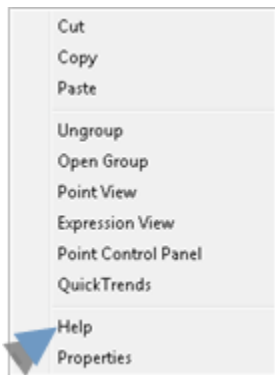 Cut
Copy
Paste
Ungroup
Open Group
Point View
Expression View
Point Control Panel
QuickTrends
Help
Properties